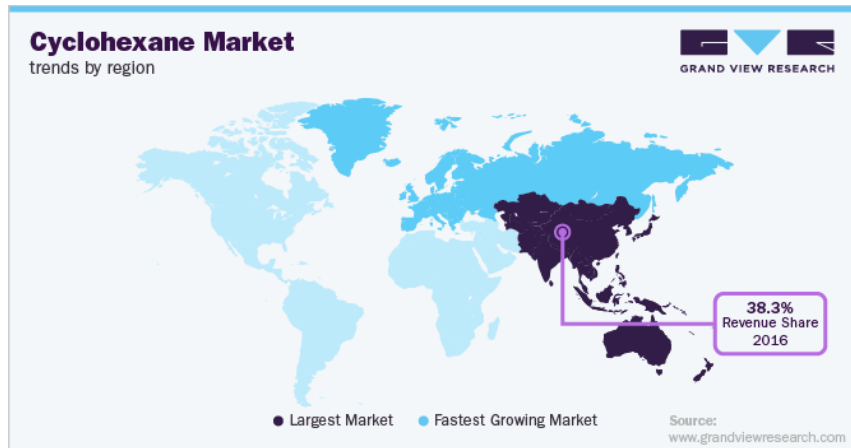 Cyclohexane Market
trends by region
GRAND VIEW RESEARCH
38.3%
Revenue Share
2016
Largest Market
Fastest Growing Market
Source:
www.grandviewresearch.com